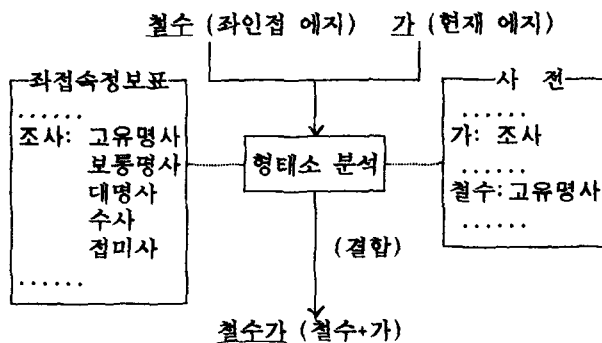 철수 (좌인접 에지) 가 (현재 에지)
좌접속정보표
......
조사: 고유명사
보통명사
대명사
수사
접미사
......
형태소 분석
사 전
......
가: 조사
......
철수: 고유명사
......
(결합)
철수가 (철수+가)